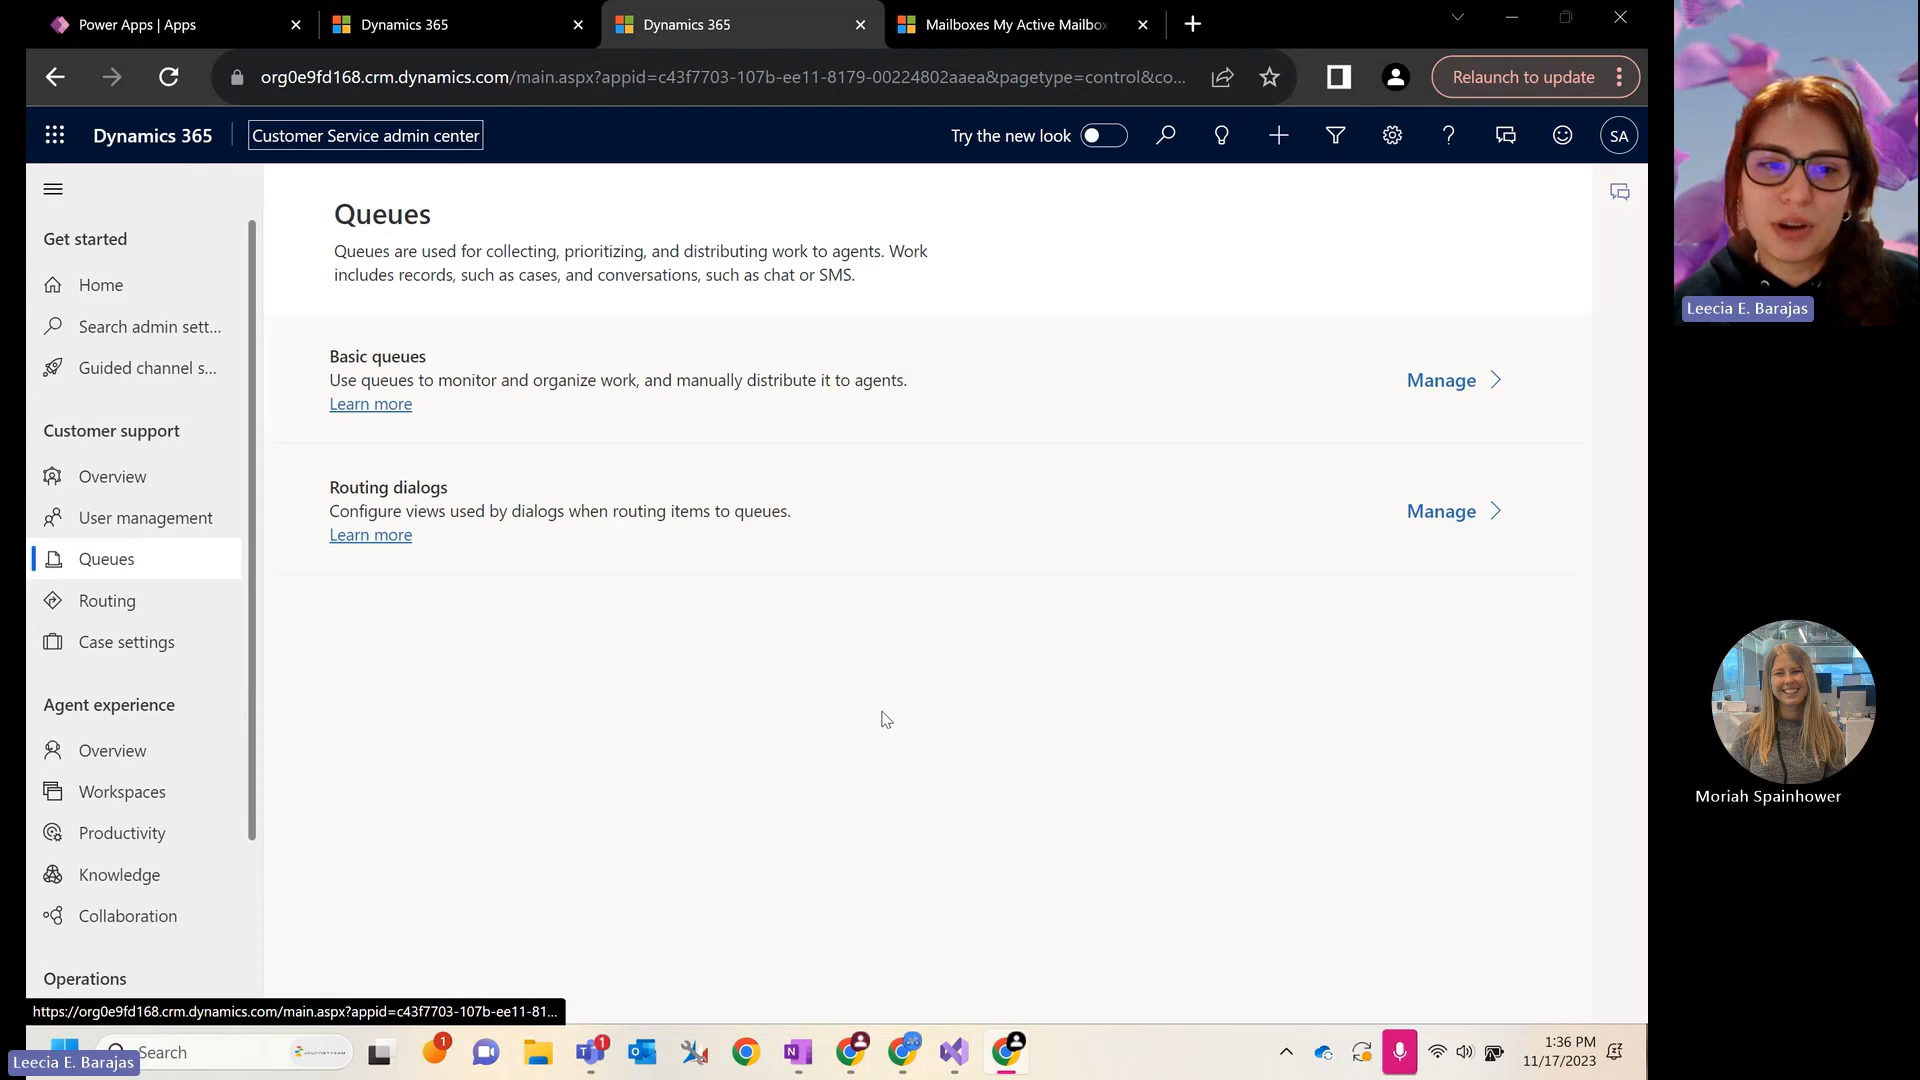 Power Apps | Apps
Dynamics 365
Dynamics 365
Mailboxes My Active Mailbox
org0e9fd168.crm.dynamics.com/main.aspx?appid=c43f7703-107b-ee11-8179-00224802aaea&pagetype=control&co...
Relaunch to update
Dynamics 365
Customer Service admin center
Try the new look
SA
Get started
Home
Search admin sett...
Guided channel s...
Customer support
Overview
User management
Queues
Routing
Case settings
Agent experience
Overview
Workspaces
Productivity
Knowledge
Collaboration
Operations
Queues
Queues are used for collecting, prioritizing, and distributing work to agents. Work
includes records, such as cases, and conversations, such as chat or SMS.
Basic queues
Use queues to monitor and organize work, and manually distribute it to agents.
Learn more
Manage
Routing dialogs
Configure views used by dialogs when routing items to queues.
Learn more
Manage
Leecia E. Barajas
Moriah Spainhower
https://org0e9fd168.crm.dynamics.com/main.aspx?appid=c43f7703-107b-ee11-81...
Search
1
1
1:36 PM
11/17/2023
Leecia E. Barajas